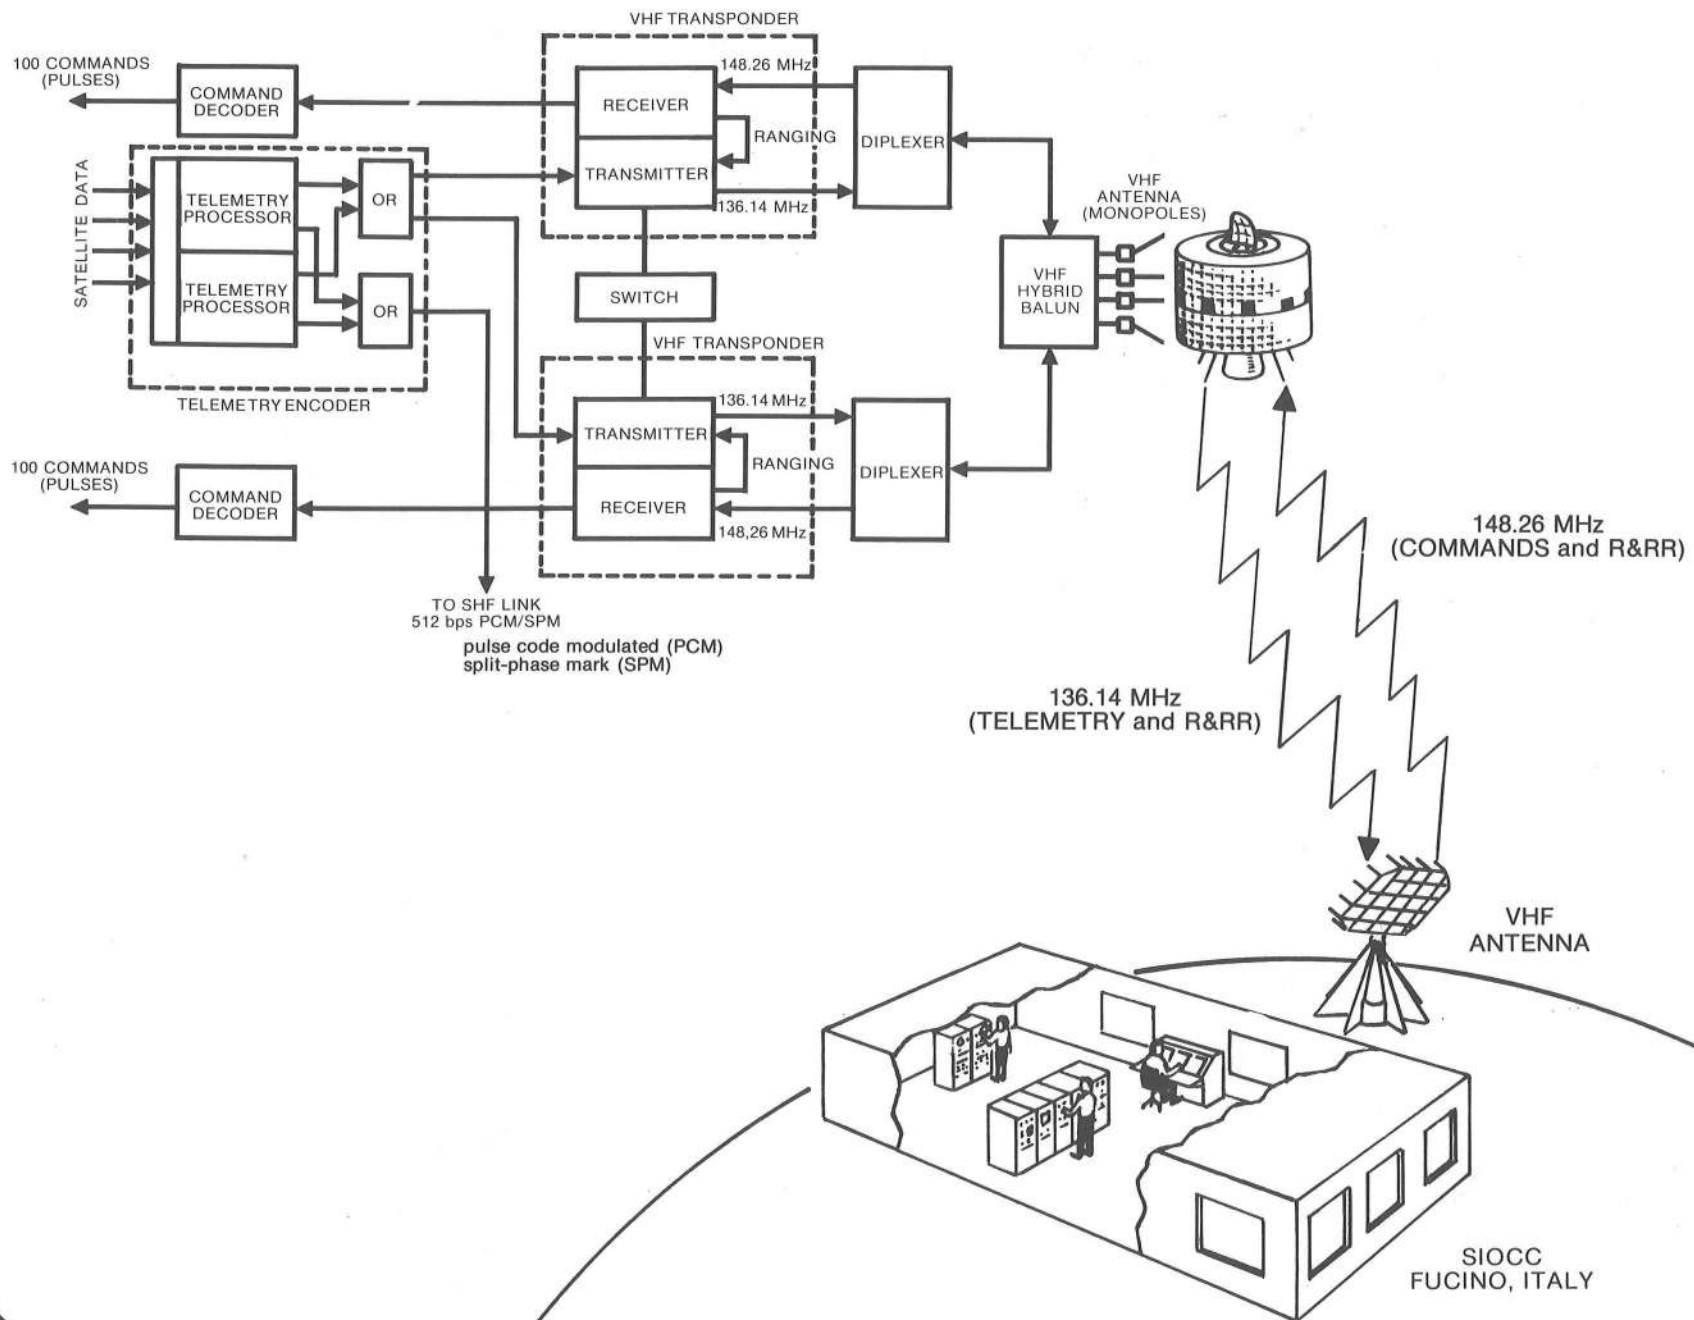 VHF TRANSPONDER
100 COMMANDS
(PULSES)
COMMAND
DECODER
RECEIVER
148.26 MHz
RANGING
TRANSMITTER
136.14 MHz
DIPLEXER
SATELLITE DATA
TELEMETRY
PROCESSOR
TELEMETRY
PROCESSOR
OR
OR
TELEMETRY ENCODER
SWITCH
VHF
ANTENNA
(MONOPOLES)
VHF
HYBRID
BALUN
VHF TRANSPONDER
136.14 MHz
TRANSMITTER
RANGING
RECEIVER
148,26 MHz
DIPLEXER
100 COMMANDS
(PULSES)
COMMAND
DECODER
TO SHF LINK
512 bps PCM/SPM
pulse code modulated (PCM)
split-phase mark (SPM)
148.26 MHz
(COMMANDS and R&RR)
136.14 MHz
(TELEMETRY and R&RR)
VHF
ANTENNA
SIOCC
FUCINO, ITALY